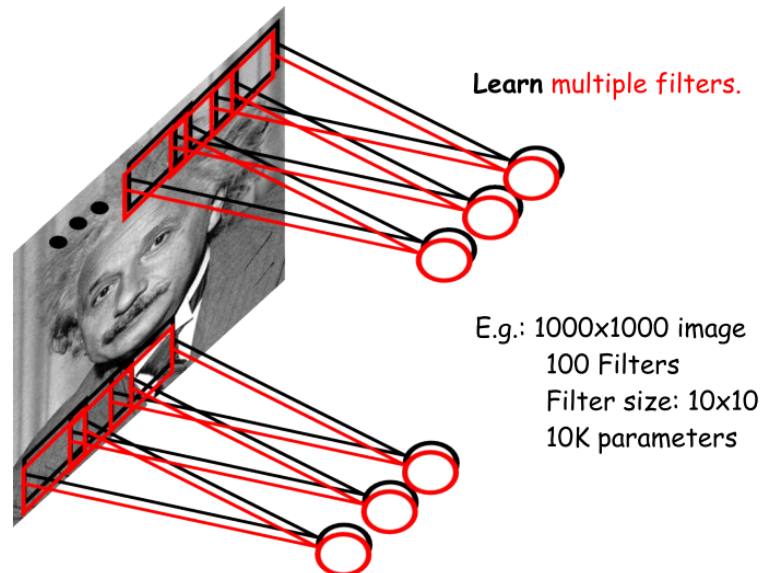 Learn multiple filters.
E.g.: 1000x1000 image
100 Filters
Filter size: 10x10
10K parameters